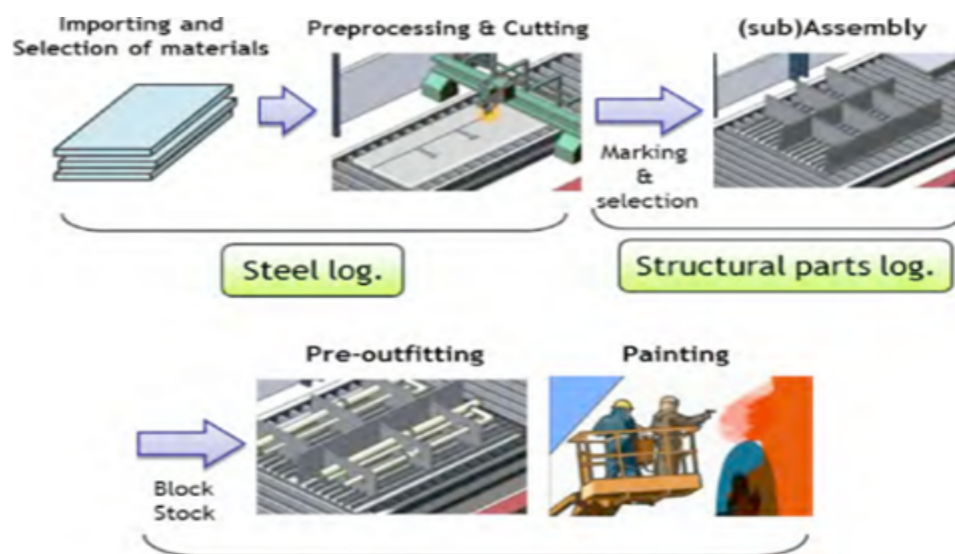 Importing and
Selection of materials
Preprocessing & Cutting
(sub)Assembly
Marking
&
selection
Steel log.
Structural parts log.
Pre-outfitting
Painting
Block
Stock